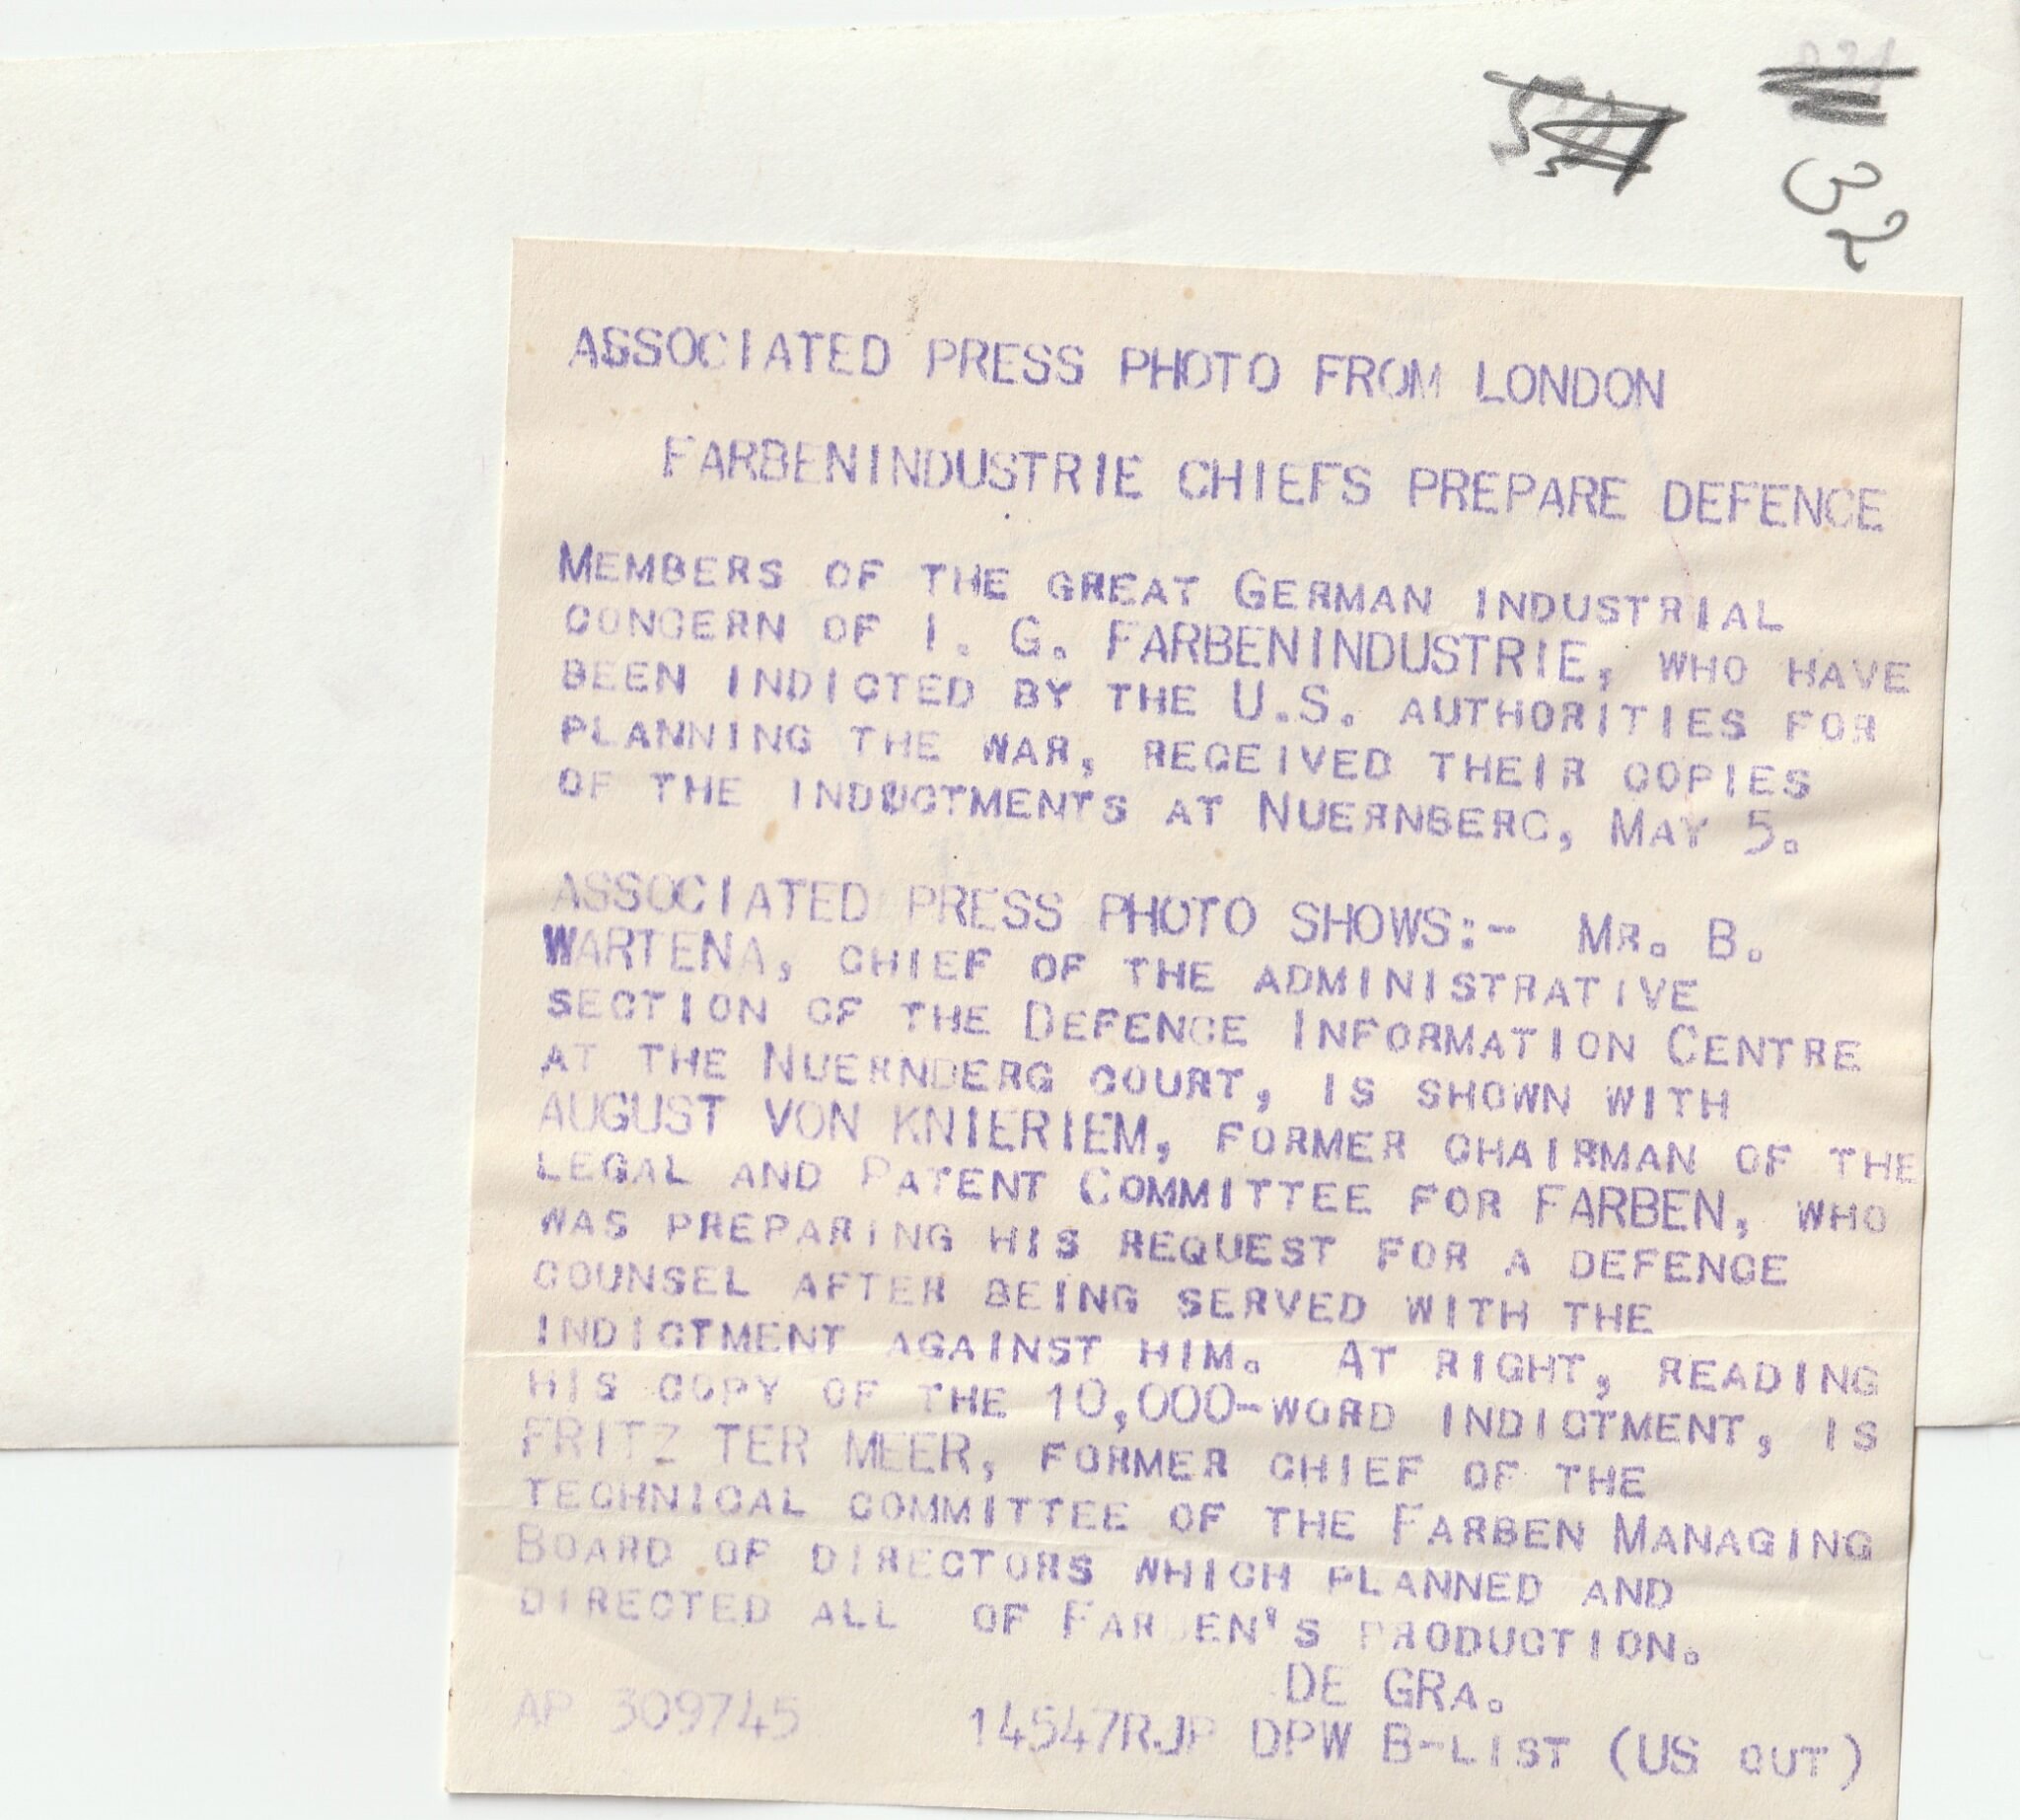 32
ASSOCIATED PRESS PHOTO FROM LONDON
FARBENINDUSTRIE CHIEFS PREPARE DEFENCE
MEMBERS OF THE GREAT GERMAN INDUSTRIAL
CONCERN OF I. G. FARBENINDUSTRIE, WHO HAVE
BEEN INDICTED BY THE U.S. AUTHORITIES FOR
PLANNING THE WAR, RECEIVED THEIR COPIES
OF THE INDUCTMENTS AT NUERNBERG, MAY 5.
ASSOCIATED PRESS PHOTO SHOWS:- MR. B.
WARTENA, CHIEF OF THE ADMINISTRATIVE
SECTION OF THE DEFENCE INFORMATION CENTRE
AT THE NUERNBERG COURT, IS SHOWN WITH
AUGUST VON KNIERIEM, FORMER CHAIRMAN OF THE
LEGAL AND PATENT COMMITTEE FOR FARBEN, WHO
WAS PREPARING HIS REQUEST FOR A DEFENCE
COUNSEL AFTER BEING SERVED WITH THE
INDICTMENT AGAINST HIM. AT RIGHT, READING
HIS COPY OF THE 10,000-WORD INDICTMENT, IS
FRITZ TER MEER, FORMER CHIEF OF THE
TECHNICAL COMMITTEE OF THE FARBEN MANAGING
BOARD OF DIRECTORS WHICH PLANNED AND
DIRECTED ALL OF FARBEN'S PRODUCTION.
DE GRA.
AP 309745 14547RJP DPW B-LIST (US OUT)